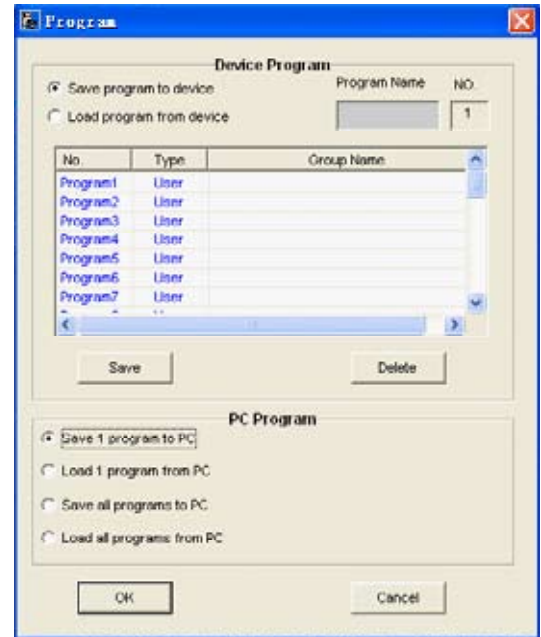 Program
Device Program
Save program to device
Program Name
NO.
Load program from device
1
No. Type Group Name
Program1 User
Program2 User
Program3 User
Program4 User
Program5 User
Program6 User
Program7 User
Save Delete
PC Program
Save 1 program to PC
Load 1 program from PC
Save all programs to PC
Load all programs from PC
OK Cancel